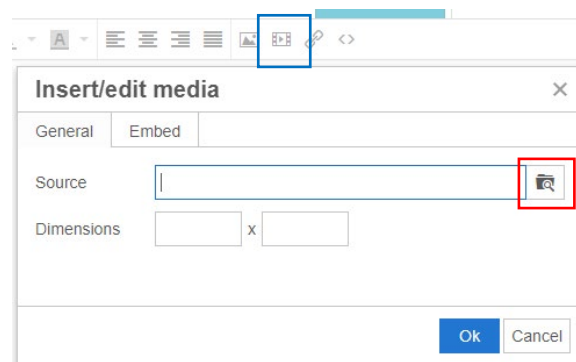 A
Insert/edit media
General Embed
Source
Dimensions x
Ok Cancel